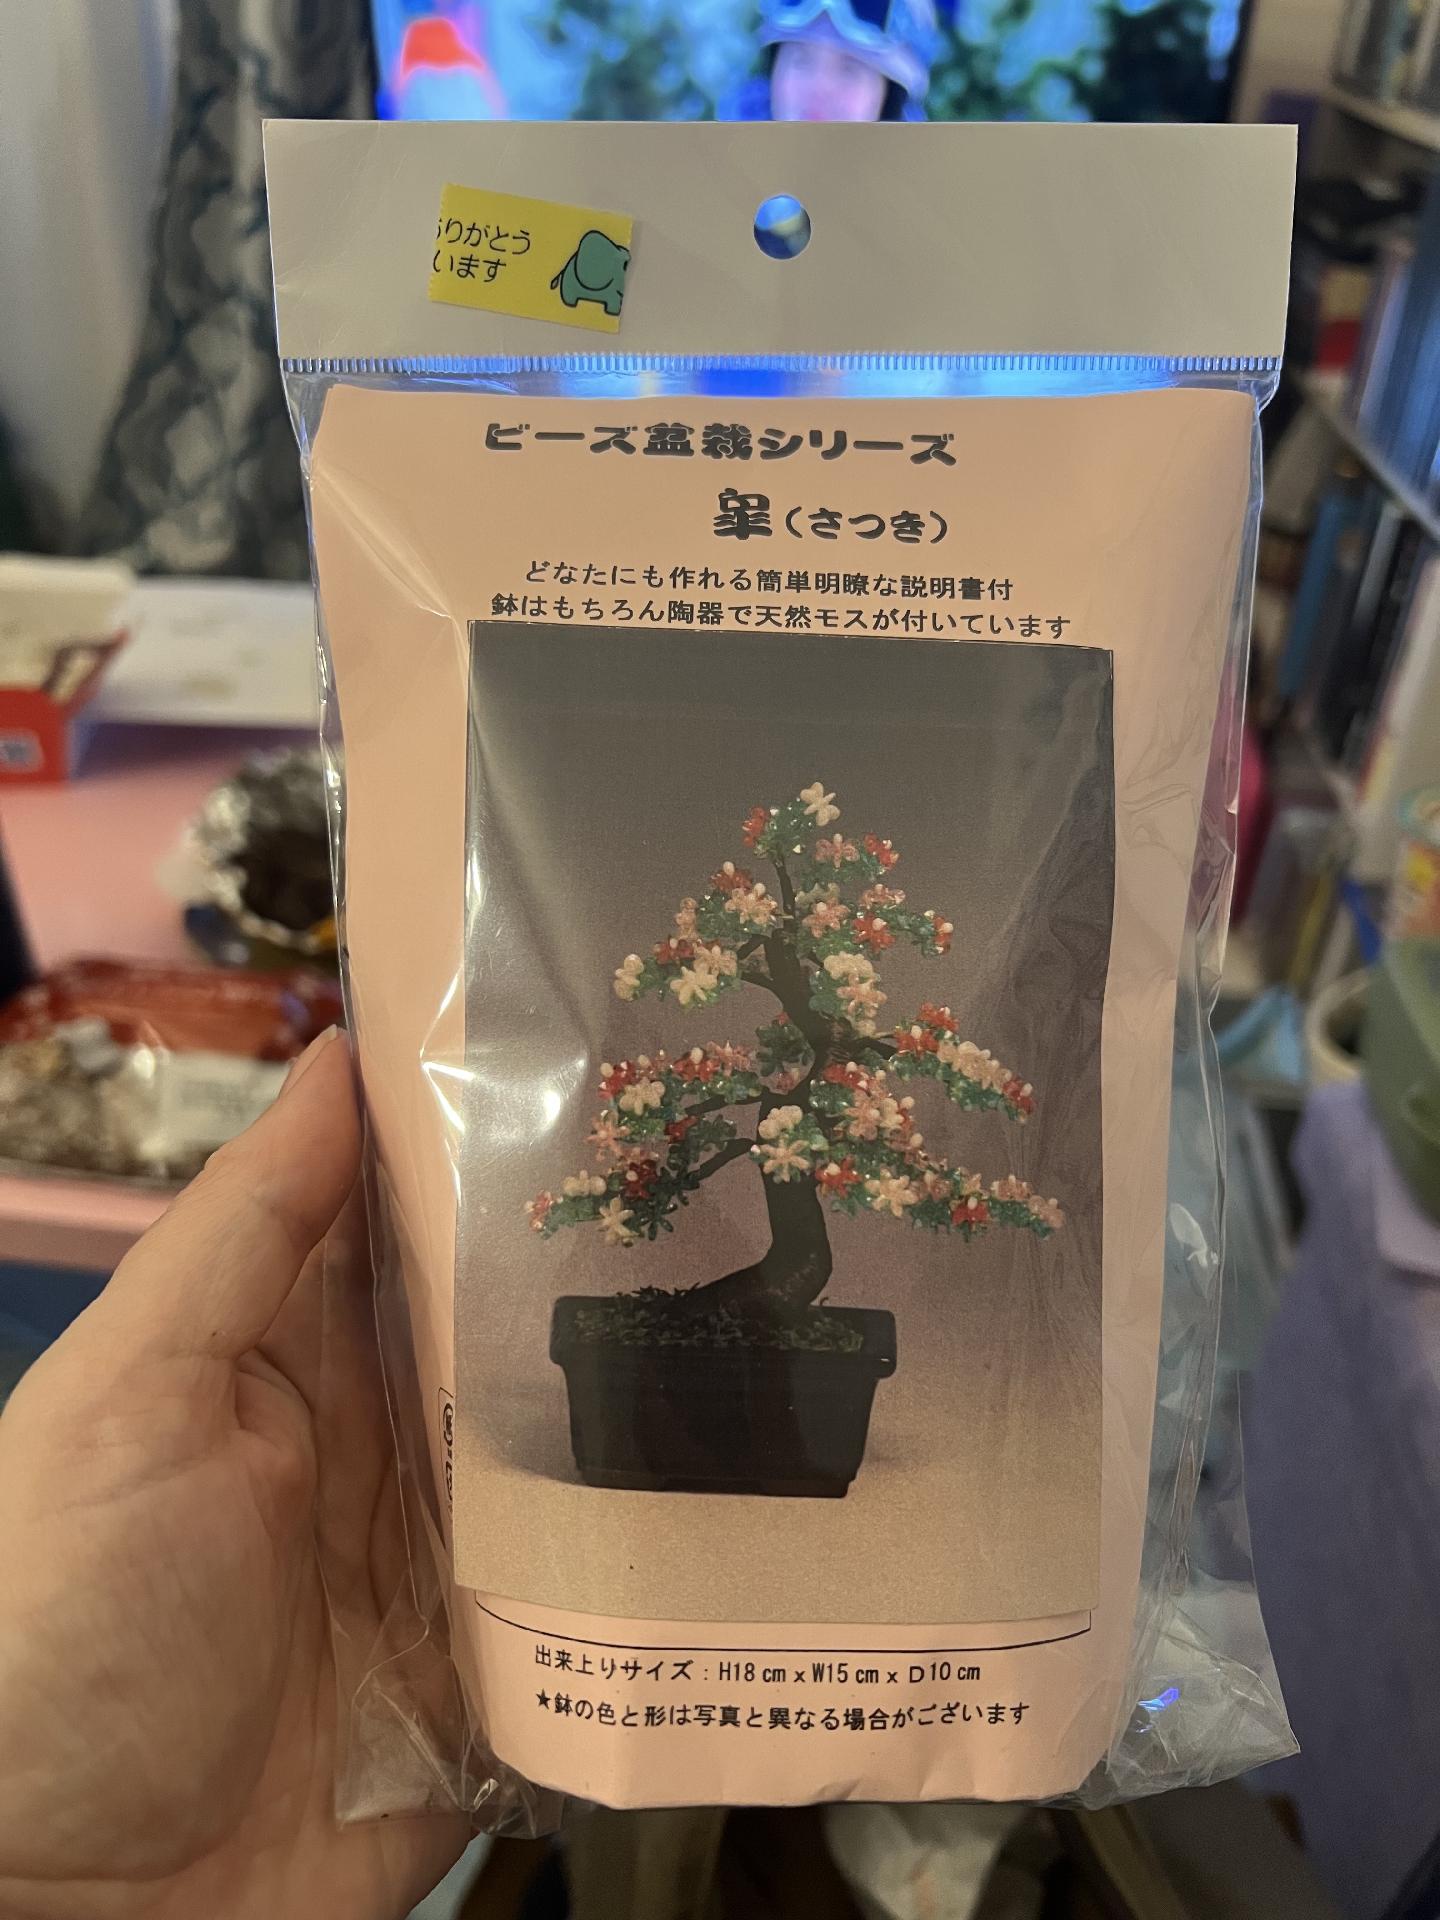 りがとう
います
ビーズ盆栽シリーズ
皐（さつき）
どなたにも作れる簡単明瞭な説明書付
鉢はもちろん陶器で天然モスが付いています
出来上りサイズ：H18cmxW15cmxD10cm
★鉢の色と形は写真と異なる場合がございます